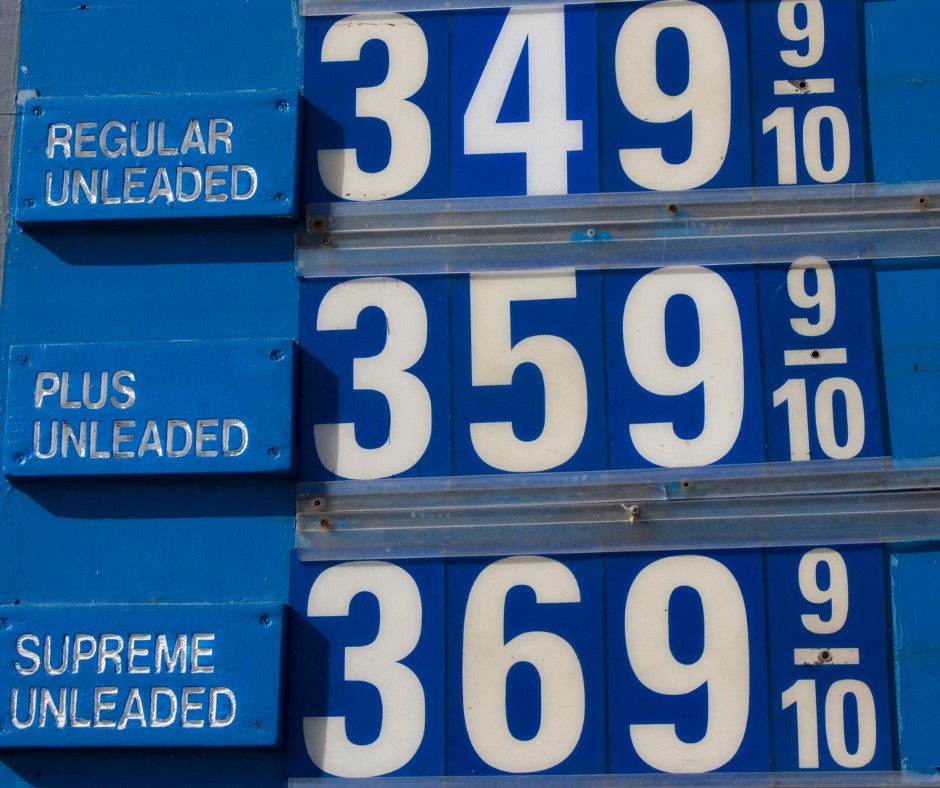 REGULAR
UNLEADED
349 9/10
PLUS
UNLEADED
359 9/10
SUPREME
UNLEADED
369 9/10